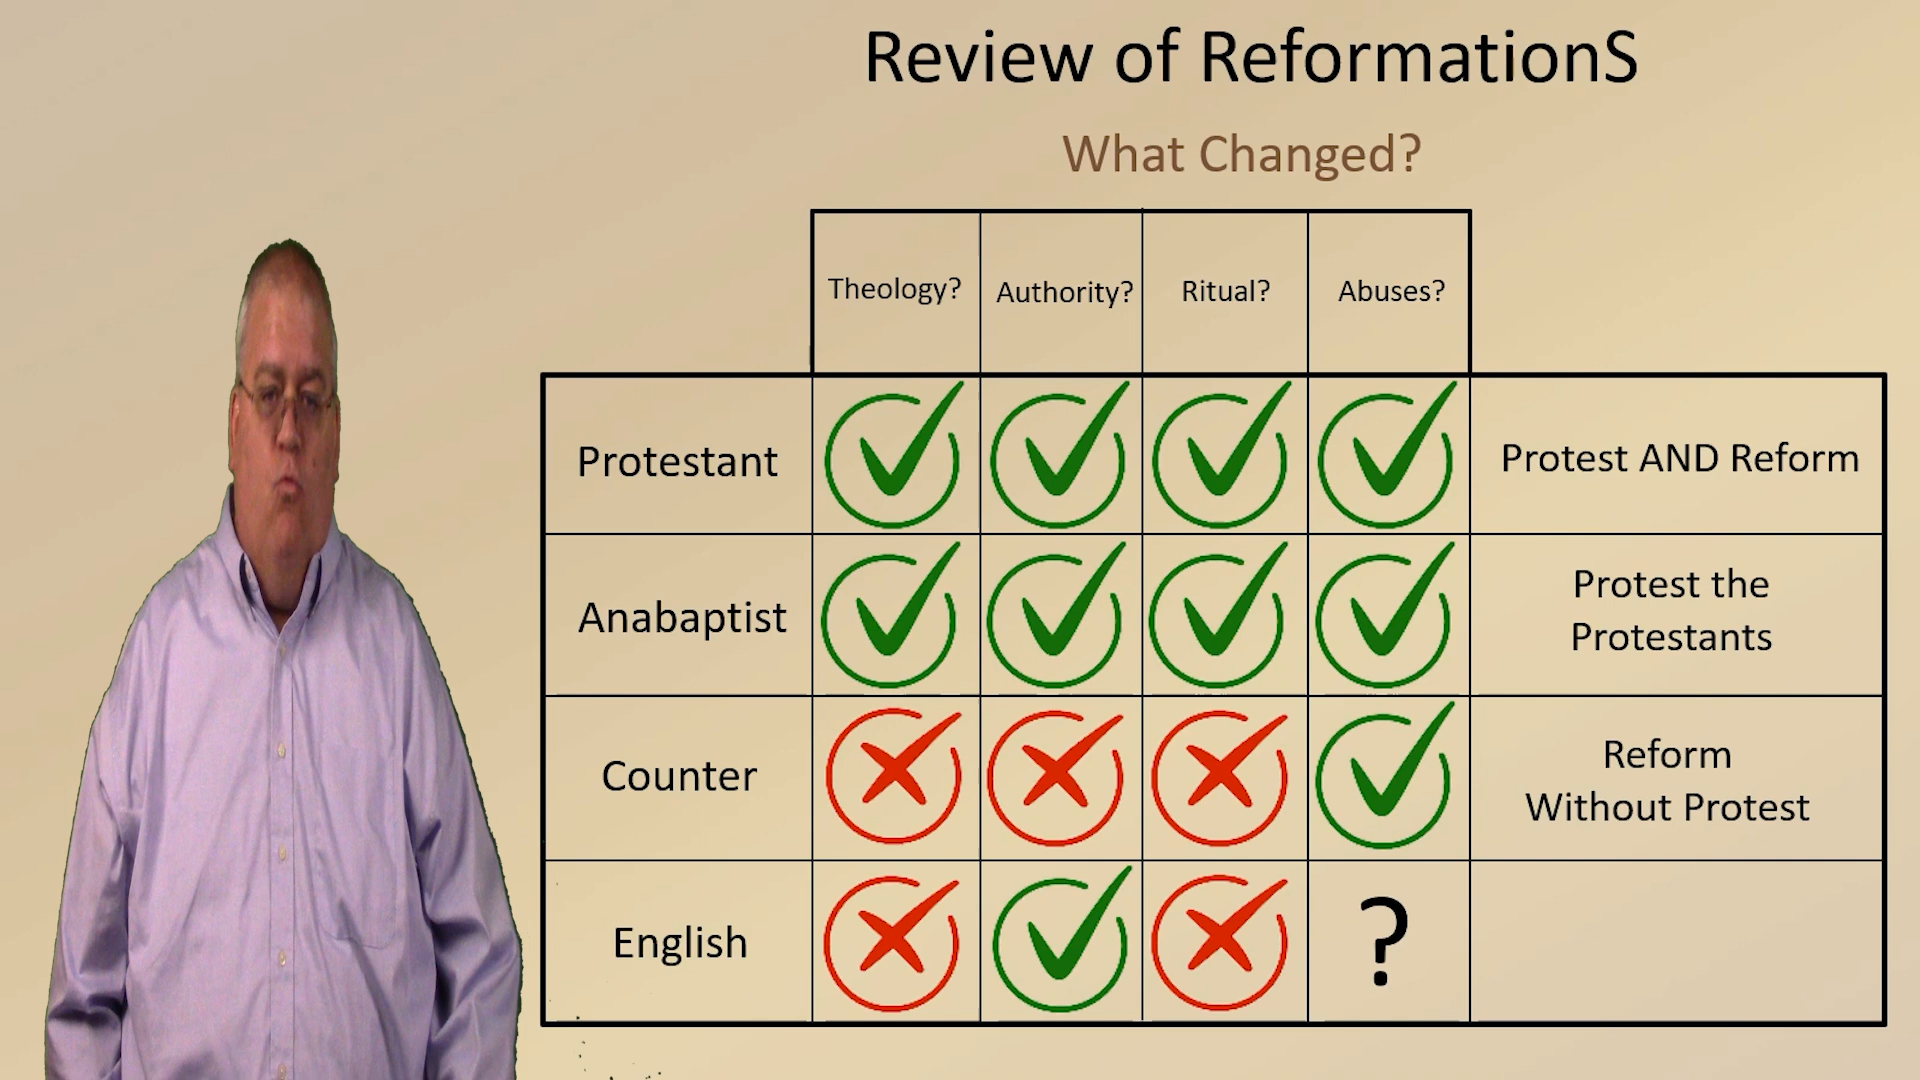 Review of ReformationS
What Changed?
Theology? Authority? Ritual? Abuses?
Protestant
Protest AND Reform
Anabaptist
Protest the
Protestants
Counter
Reform
Without Protest
English
?